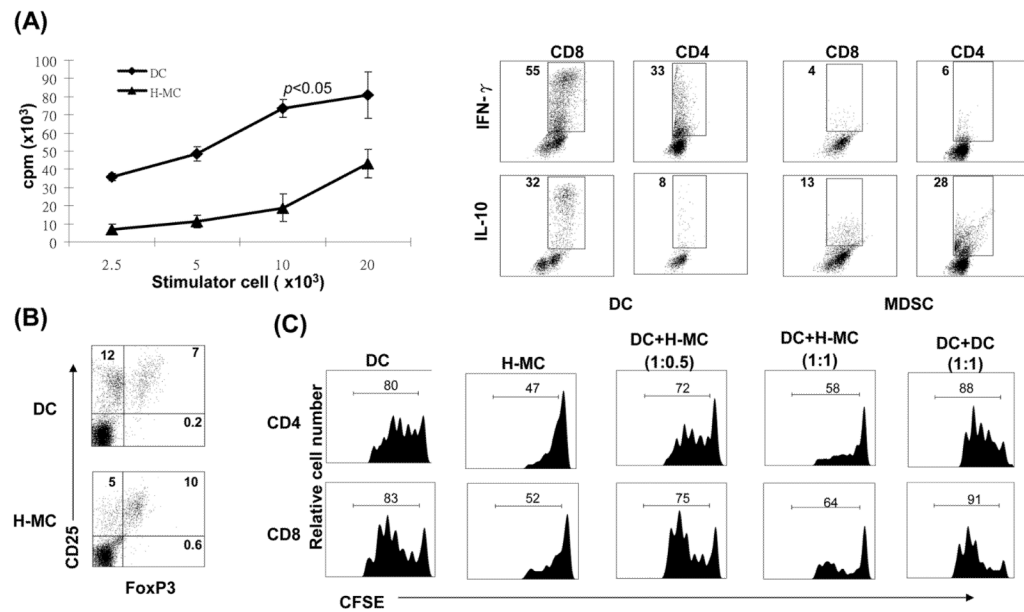 (A)
100
90
80
70
60
50
40
30
20
10
0
cpm (x10³)
DC
H-MC
p<0.05
2.5 5 10 20
Stimulator cell ( x10³)
CD8 CD4 CD8 CD4
IFN-γ
55 33 4 6
IL-10
32 8 13 28
DC MDSC
(B)
DC
12 7
0.2
H-MC
5 10
0.6
CD25
FoxP3
(C)
DC H-MC DC+H-MC (1:0.5) DC+H-MC (1:1) DC+DC (1:1)
Relative cell number
CD4
80 47 72 58 88
CD8
83 52 75 64 91
CFSE